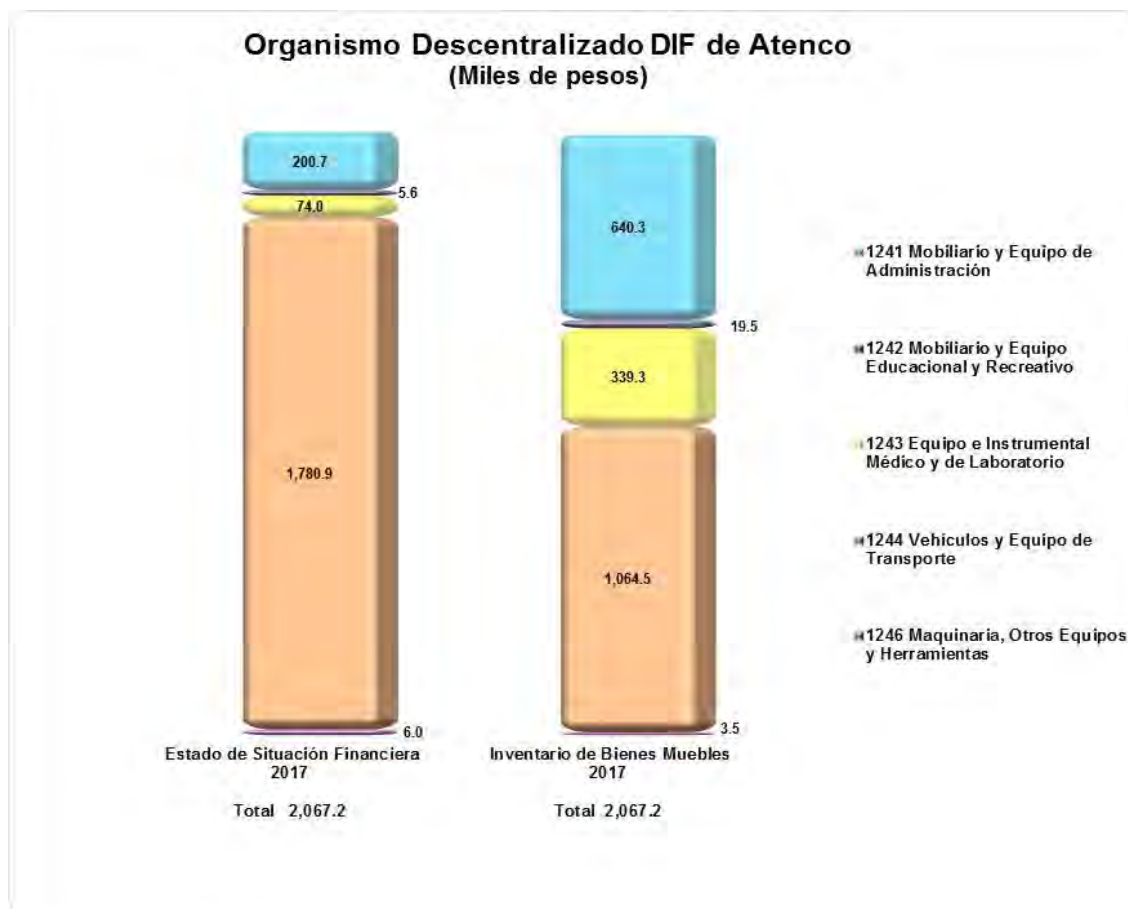 Organismo Descentralizado DIF de Atenco
(Miles de pesos)
200.7
5.6
74.0
1,780.9
6.0
Estado de Situación Financiera
2017
Total 2,067.2
640.3
19.5
339.3
1,064.5
3.5
Inventario de Bienes Muebles
2017
Total 2,067.2
1241 Mobiliario y Equipo de
Administración
1242 Mobiliario y Equipo
Educacional y Recreativo
1243 Equipo e Instrumental
Médico y de Laboratorio
1244 Vehículos y Equipo de
Transporte
1246 Maquinaria, Otros Equipos
y Herramientas